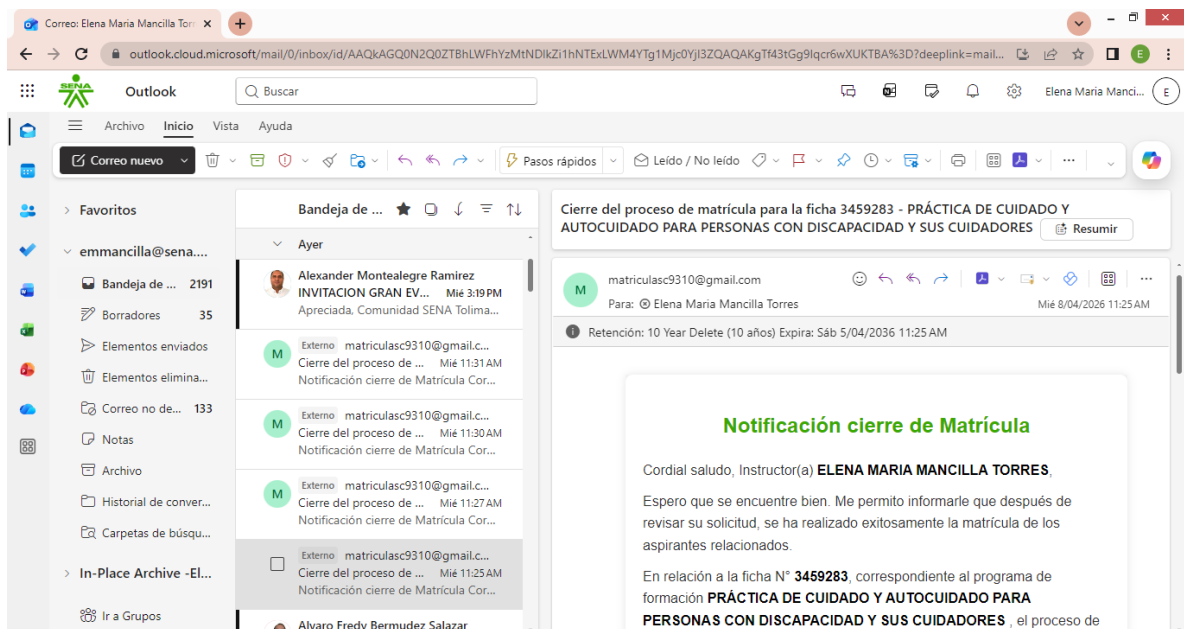 Correo: Elena Maria Mancilla Torr
outlook.cloud.microsoft/mail/0/inbox/id/AAQkAGQ0N2Q0ZTBhLWFhYzMtNDlkZi1hNTExLWM4YTg1Mjc0YjI3ZQAQAKgTf43tGg9Iqcr6wXUKTBA%3D?deeplink=mail...
E
SENA
Outlook
Buscar
Elena Maria Manci...
E
Archivo Inicio Vista Ayuda
Correo nuevo
Pasos rápidos
Leído / No leído
Favoritos
emmancilla@sena....
Bandeja de ... 2191
Borradores 35
Elementos enviados
Elementos elimina...
Correo no de... 133
Notas
Archivo
Historial de conver...
Carpetas de búsqu...
In-Place Archive -El...
Ir a Grupos
Bandeja de ...
Ayer
Alexander Montealegre Ramirez
INVITACION GRAN EV... Mié 3:19 PM
Apreciada, Comunidad SENA Tolima...
M
Externo matriculasc9310@gmail.c...
Cierre del proceso de ... Mié 11:31 AM
Notificación cierre de Matrícula Cor...
M
Externo matriculasc9310@gmail.c...
Cierre del proceso de ... Mié 11:30 AM
Notificación cierre de Matrícula Cor...
M
Externo matriculasc9310@gmail.c...
Cierre del proceso de ... Mié 11:27 AM
Notificación cierre de Matrícula Cor...
Externo matriculasc9310@gmail.c...
Cierre del proceso de ... Mié 11:25 AM
Notificación cierre de Matrícula Cor...
Alvaro Fredy Bermudez Salazar
Cierre del proceso de matrícula para la ficha 3459283 - PRÁCTICA DE CUIDADO Y
AUTOCUIDADO PARA PERSONAS CON DISCAPACIDAD Y SUS CUIDADORES
Resumir
M
matriculasc9310@gmail.com
Para: Elena Maria Mancilla Torres
Mié 8/04/2026 11:25 AM
Retención: 10 Year Delete (10 años) Expira: Sáb 5/04/2036 11:25 AM
Notificación cierre de Matrícula
Cordial saludo, Instructor(a) ELENA MARIA MANCILLA TORRES,
Espero que se encuentre bien. Me permito informarle que después de
revisar su solicitud, se ha realizado exitosamente la matrícula de los
aspirantes relacionados.
En relación a la ficha N° 3459283, correspondiente al programa de
formación PRÁCTICA DE CUIDADO Y AUTOCUIDADO PARA
PERSONAS CON DISCAPACIDAD Y SUS CUIDADORES , el proceso de